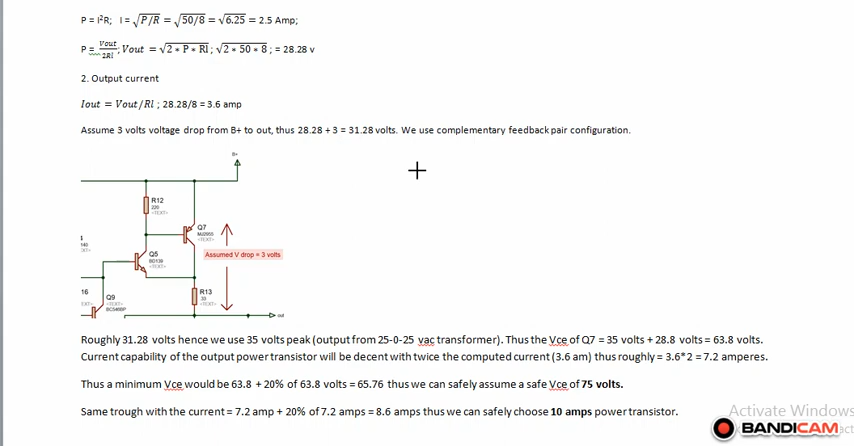 P = I²R; I = √P/R = √50/8 = √6.25 = 2.5 Amp;
P = Vout/2Rl; Vout = √2 * P * Rl; √2 * 50 * 8; = 28.28 v
2. Output current
Iout = Vout/Rl ; 28.28/8 = 3.6 amp
Assume 3 volts voltage drop from B+ to out, thus 28.28 + 3 = 31.28 volts. We use complementary feedback pair configuration.
B+
R12
220
<TEXT>
Q7
MJ2955
<TEXT>
140
Q5
BD139
<TEXT>
Assumed V drop = 3 volts
16
Q9
<TEXT>
BC546BP
R13
.33
<TEXT>
out
Roughly 31.28 volts hence we use 35 volts peak (output from 25-0-25 vac transformer). Thus the Vce of Q7 = 35 volts + 28.8 volts = 63.8 volts.
Current capability of the output power transistor will be decent with twice the computed current (3.6 am) thus roughly = 3.6*2 = 7.2 amperes.
Thus a minimum Vce would be 63.8 + 20% of 63.8 volts = 65.76 thus we can safely assume a safe Vce of 75 volts.
Same trough with the current = 7.2 amp + 20% of 7.2 amps = 8.6 amps thus we can safely choose 10 amps power transistor.
Activate Windows
BANDICAM